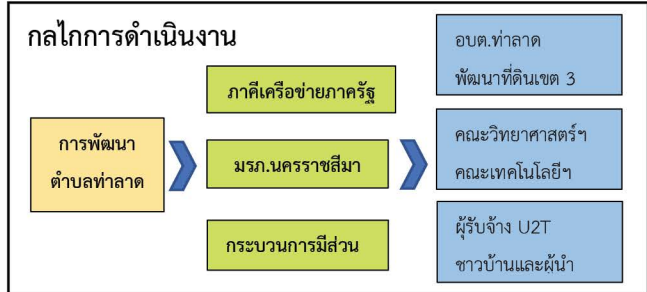 กลไกการดำเนินงาน
การพัฒนา
ตำบลท่าลาด
ภาคีเครือข่ายภาครัฐ
มรภ.นครราชสีมา
กระบวนการมีส่วน
อบต.ท่าลาด
พัฒนาที่ดินเขต 3
คณะวิทยาศาสตร์ฯ
คณะเทคโนโลยีฯ
ผู้รับจ้าง U2T
ชาวบ้านและผู้นำ